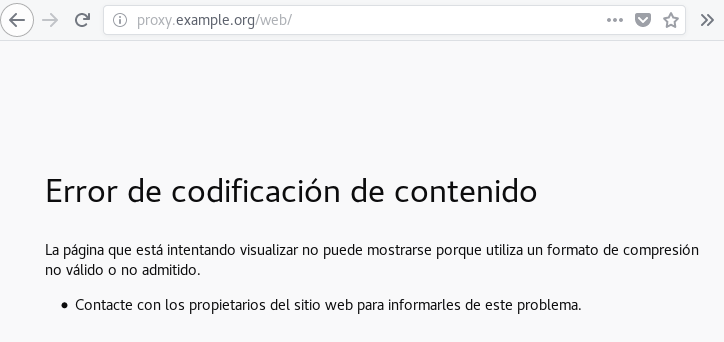 proxy.example.org/web/
Error de codificación de contenido
La página que está intentando visualizar no puede mostrarse porque utiliza un formato de compresión
no válido o no admitido.
• Contacte con los propietarios del sitio web para informarles de este problema.